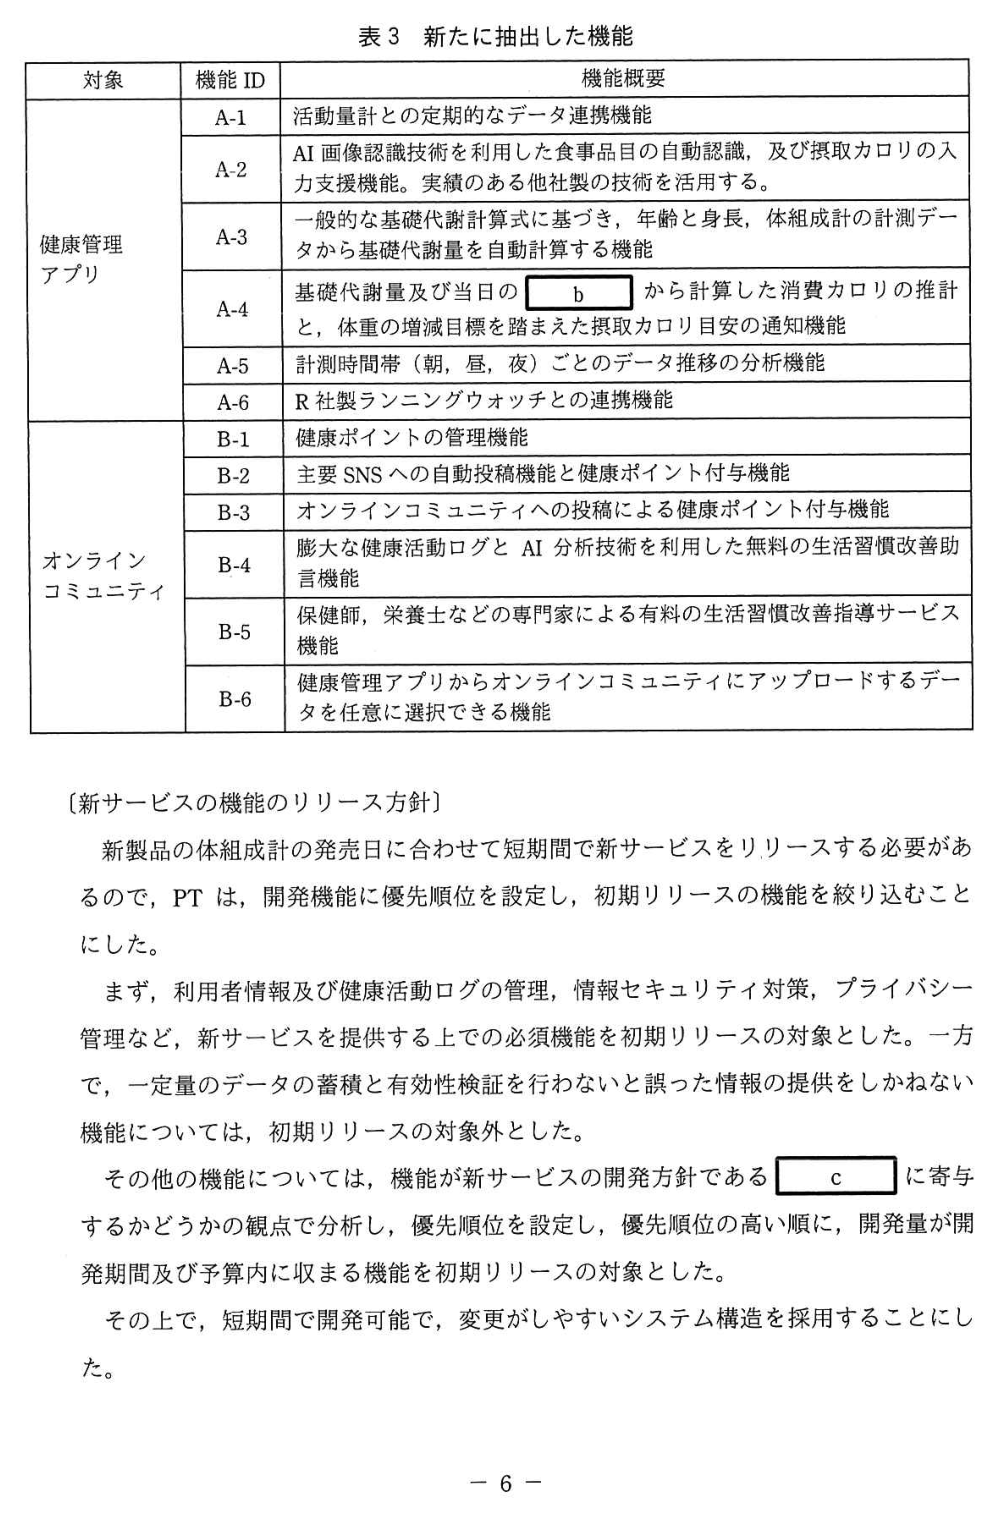 表３　新たに抽出した機能
対象　機能 ID　機能概要
健康管理
アプリ
A-1　活動量計との定期的なデータ連携機能
A-2　AI 画像認識技術を利用した食事品目の自動認識，及び摂取カロリの入
力支援機能。実績のある他社製の技術を活用する。
A-3　一般的な基礎代謝計算式に基づき，年齢と身長，体組成計の計測デー
タから基礎代謝量を自動計算する機能
A-4　基礎代謝量及び当日の　b　から計算した消費カロリの推計
と，体重の増減目標を踏まえた摂取カロリ目安の通知機能
A-5　計測時間帯（朝，昼，夜）ごとのデータ推移の分析機能
A-6　R 社製ランニングウォッチとの連携機能
オンライン
コミュニティ
B-1　健康ポイントの管理機能
B-2　主要 SNS への自動投稿機能と健康ポイント付与機能
B-3　オンラインコミュニティへの投稿による健康ポイント付与機能
B-4　膨大な健康活動ログと AI 分析技術を利用した無料の生活習慣改善助
言機能
B-5　保健師，栄養士などの専門家による有料の生活習慣改善指導サービス
機能
B-6　健康管理アプリからオンラインコミュニティにアップロードするデー
タを任意に選択できる機能
〔新サービスの機能のリリース方針〕
新製品の体組成計の発売日に合わせて短期間で新サービスをリリースする必要があ
るので，PT は，開発機能に優先順位を設定し，初期リリースの機能を絞り込むこと
にした。
まず，利用者情報及び健康活動ログの管理，情報セキュリティ対策，プライバシー
管理など，新サービスを提供する上での必須機能を初期リリースの対象とした。一方
で，一定量のデータの蓄積と有効性検証を行わないと誤った情報の提供をしかねない
機能については，初期リリースの対象外とした。
その他の機能については，機能が新サービスの開発方針である　c　に寄与
するかどうかの観点で分析し，優先順位を設定し，優先順位の高い順に，開発量が開
発期間及び予算内に収まる機能を初期リリースの対象とした。
その上で，短期間で開発可能で，変更がしやすいシステム構造を採用することにし
た。
－ 6 －